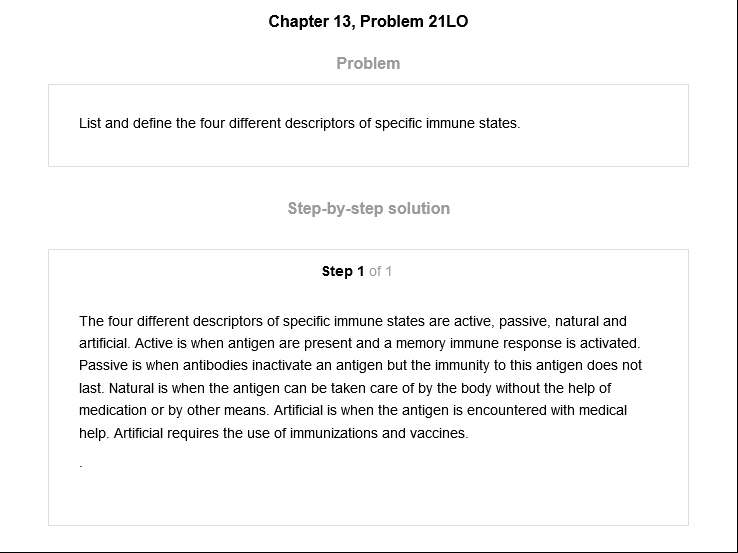 Chapter 13, Problem 21LO
Problem
List and define the four different descriptors of specific immune states.
Step-by-step solution
Step 1 of 1
The four different descriptors of specific immune states are active, passive, natural and
artificial. Active is when antigen are present and a memory immune response is activated.
Passive is when antibodies inactivate an antigen but the immunity to this antigen does not
last. Natural is when the antigen can be taken care of by the body without the help of
medication or by other means. Artificial is when the antigen is encountered with medical
help. Artificial requires the use of immunizations and vaccines.
.